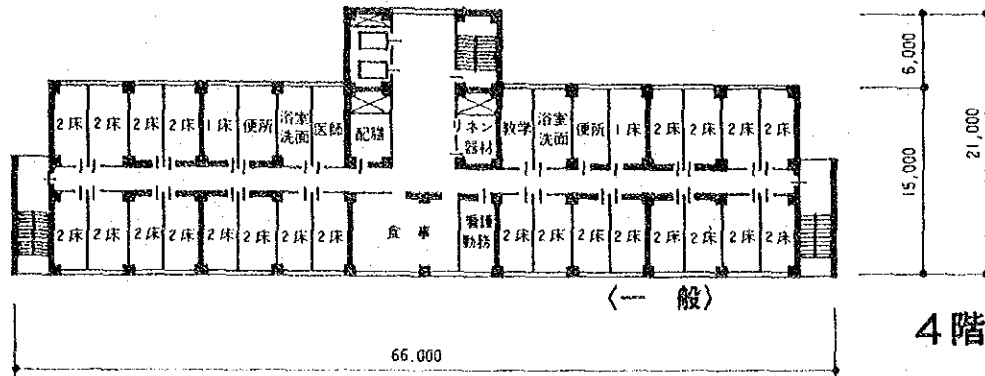 6,000
15,000
21,000
2床 2床 2床 2床 1床 便所 浴室 洗面 医師 配膳 リネン 器材 教学 浴室 洗面 便所 1床 2床 2床 2床 2床
2床 2床 2床 2床 2床 2床 2床 2床 食事 看護 勤務 2床 2床 2床 2床 2床 2床 2床 2床
〈一般〉
4階
66,000